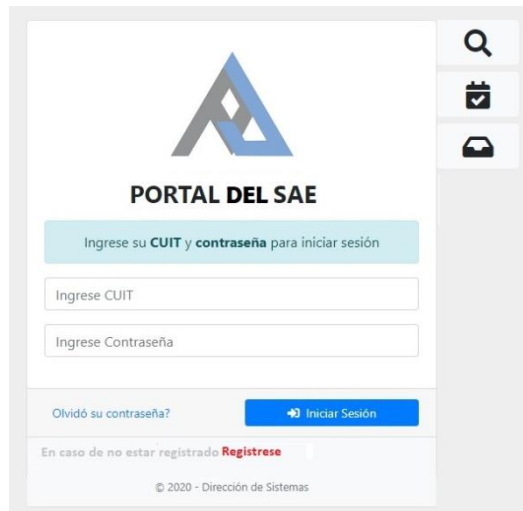 PORTAL DEL SAE
Ingrese su CUIT y contraseña para iniciar sesión
Ingrese CUIT
Ingrese Contraseña
Olvidó su contraseña?
Iniciar Sesión
En caso de no estar registrado Registrese
© 2020 - Dirección de Sistemas